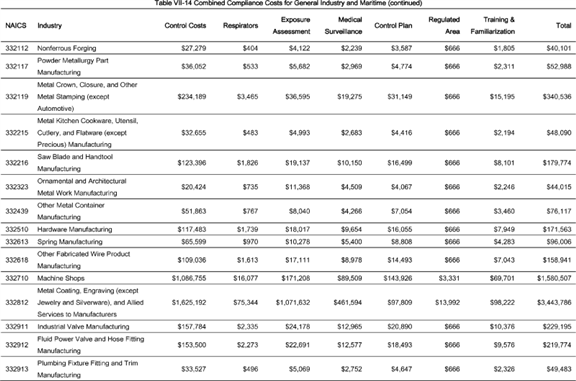 Table VII-14 Combined Compliance Costs for General Industry and Maritime (continued)
NAICS Industry Control Costs Respirators Exposure Assessment Medical Surveillance Control Plan Regulated Area Training & Familiarization Total
332112 Nonferrous Forging $27,279 $404 $4,122 $2,239 $3,587 $666 $1,805 $40,101
332117 Powder Metallurgy Part Manufacturing $36,052 $533 $5,682 $2,969 $4,774 $666 $2,311 $52,988
332119 Metal Crown, Closure, and Other Metal Stamping (except Automotive) $234,189 $3,465 $36,595 $19,275 $31,149 $666 $15,195 $340,536
332215 Metal Kitchen Cookware, Utensil, Cutlery, and Flatware (except Precious) Manufacturing $32,655 $483 $4,993 $2,683 $4,416 $666 $2,194 $48,090
332216 Saw Blade and Handtool Manufacturing $123,396 $1,826 $19,137 $10,150 $16,499 $666 $8,101 $179,774
332323 Ornamental and Architectural Metal Work Manufacturing $20,424 $735 $11,368 $4,509 $4,067 $666 $2,246 $44,015
332439 Other Metal Container Manufacturing $51,863 $767 $8,040 $4,266 $7,054 $666 $3,460 $76,117
332510 Hardware Manufacturing $117,483 $1,739 $18,017 $9,654 $16,055 $666 $7,949 $171,563
332613 Spring Manufacturing $65,599 $970 $10,278 $5,400 $8,808 $666 $4,283 $96,006
332618 Other Fabricated Wire Product Manufacturing $109,036 $1,613 $17,111 $8,978 $14,493 $666 $7,043 $158,941
332710 Machine Shops $1,086,755 $16,077 $171,208 $89,509 $143,926 $3,331 $69,701 $1,580,507
332812 Metal Coating, Engraving (except Jewelry and Silverware), and Allied Services to Manufacturers $1,625,192 $75,344 $1,071,632 $461,594 $97,809 $13,992 $98,222 $3,443,786
332911 Industrial Valve Manufacturing $157,784 $2,335 $24,178 $12,965 $20,890 $666 $10,376 $229,195
332912 Fluid Power Valve and Hose Fitting Manufacturing $153,500 $2,273 $22,691 $12,577 $18,493 $666 $9,576 $219,774
332913 Plumbing Fixture Fitting and Trim Manufacturing $33,527 $496 $5,069 $2,752 $4,647 $666 $2,326 $49,483